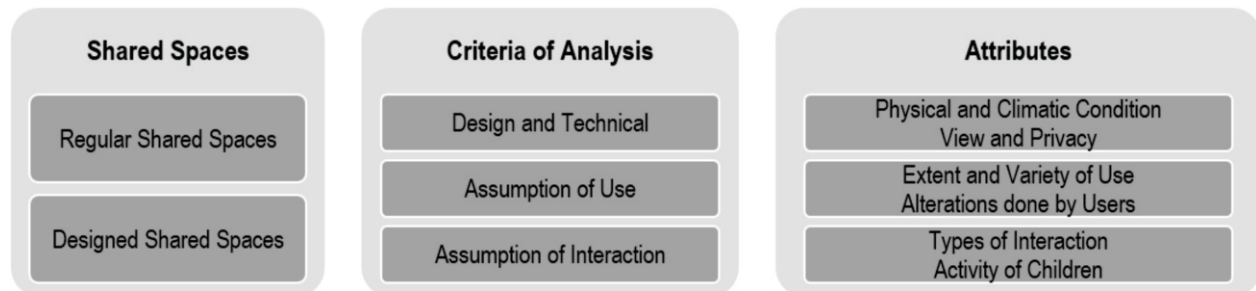 Shared Spaces
Regular Shared Spaces
Designed Shared Spaces
Criteria of Analysis
Design and Technical
Assumption of Use
Assumption of Interaction
Attributes
Physical and Climatic Condition
View and Privacy
Extent and Variety of Use
Alterations done by Users
Types of Interaction
Activity of Children